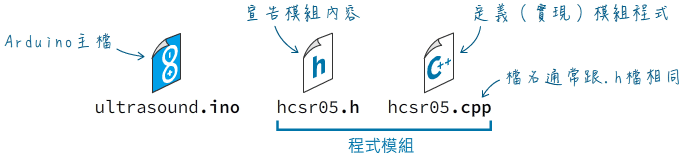 宣告模組內容
定義（實現）模組程式
Arduino主檔
h
C++
檔名通常跟.h檔相同
ultrasound.ino
hcsr05.h
hcsr05.cpp
程式模組